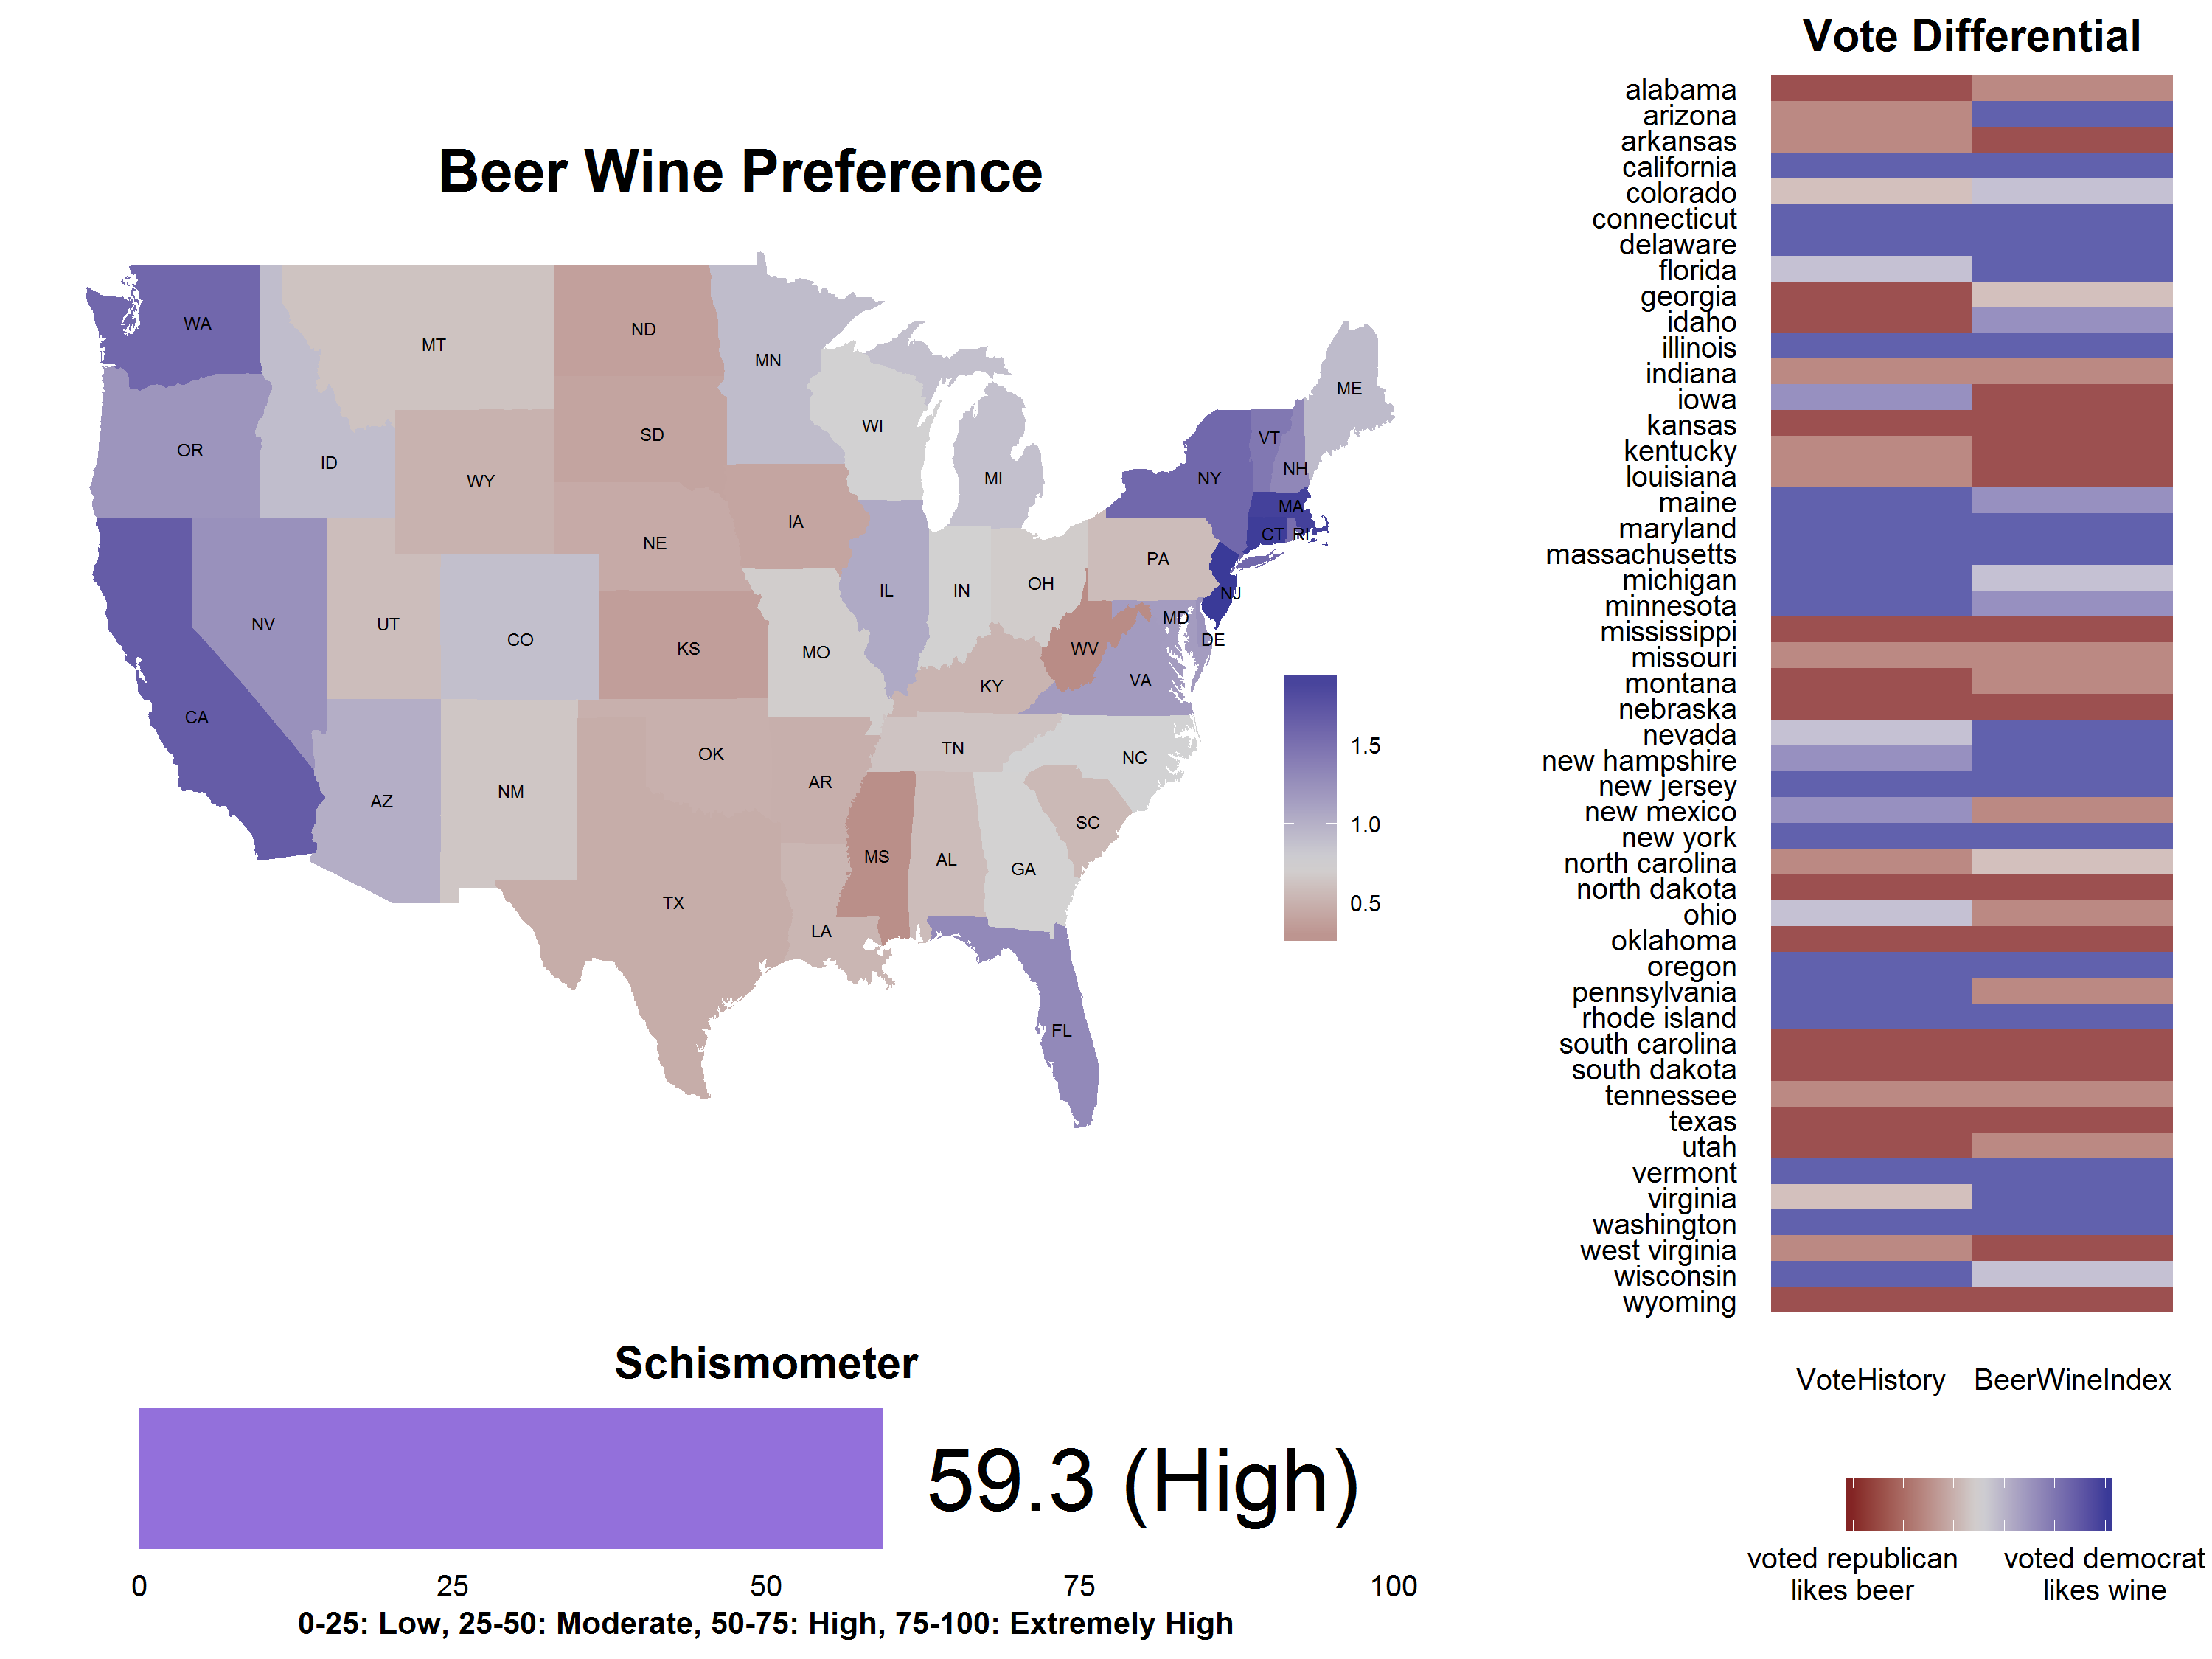 Vote Differential
Beer Wine Preference
alabama
arizona
arkansas
california
colorado
connecticut
delaware
florida
georgia
idaho
illinois
indiana
iowa
kansas
kentucky
louisiana
maine
maryland
massachusetts
michigan
minnesota
mississippi
missouri
montana
nebraska
nevada
new hampshire
new jersey
new mexico
new york
north carolina
north dakota
ohio
oklahoma
oregon
pennsylvania
rhode island
south carolina
south dakota
tennessee
texas
utah
vermont
virginia
washington
west virginia
wisconsin
wyoming
VoteHistory BeerWineIndex
voted republican
likes beer
voted democrat
likes wine
WA
MT
ND
MN
ME
OR
ID
SD
WI
VT
NH
WY
MI
NY
MA
IA
CT
RI
NE
PA
IL
IN
OH
NJ
NV
UT
CO
KS
MO
WV
MD
DE
KY
VA
CA
OK
TN
NC
AZ
NM
AR
SC
TX
MS
AL
GA
LA
FL
1.5
1.0
0.5
Schismometer
59.3 (High)
0 25 50 75 100
0-25: Low, 25-50: Moderate, 50-75: High, 75-100: Extremely High